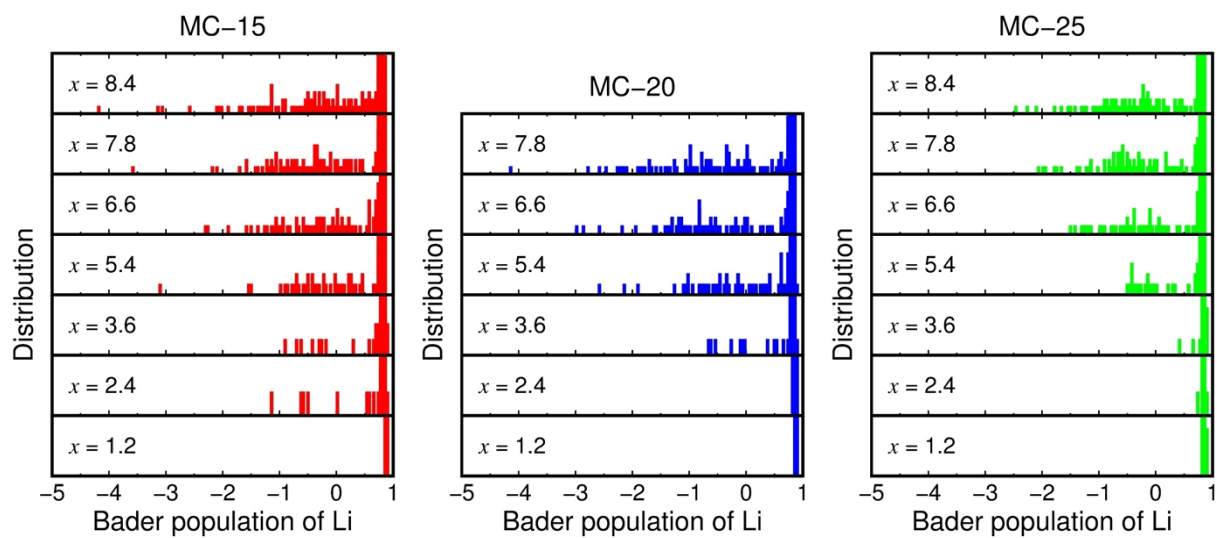 MC−15
x = 8.4
x = 7.8
x = 6.6
x = 5.4
x = 3.6
x = 2.4
x = 1.2
Distribution
−5 −4 −3 −2 −1 0 1
Bader population of Li
MC−20
x = 7.8
x = 6.6
x = 5.4
x = 3.6
x = 2.4
x = 1.2
Distribution
−5 −4 −3 −2 −1 0 1
Bader population of Li
MC−25
x = 8.4
x = 7.8
x = 6.6
x = 5.4
x = 3.6
x = 2.4
x = 1.2
Distribution
−5 −4 −3 −2 −1 0 1
Bader population of Li